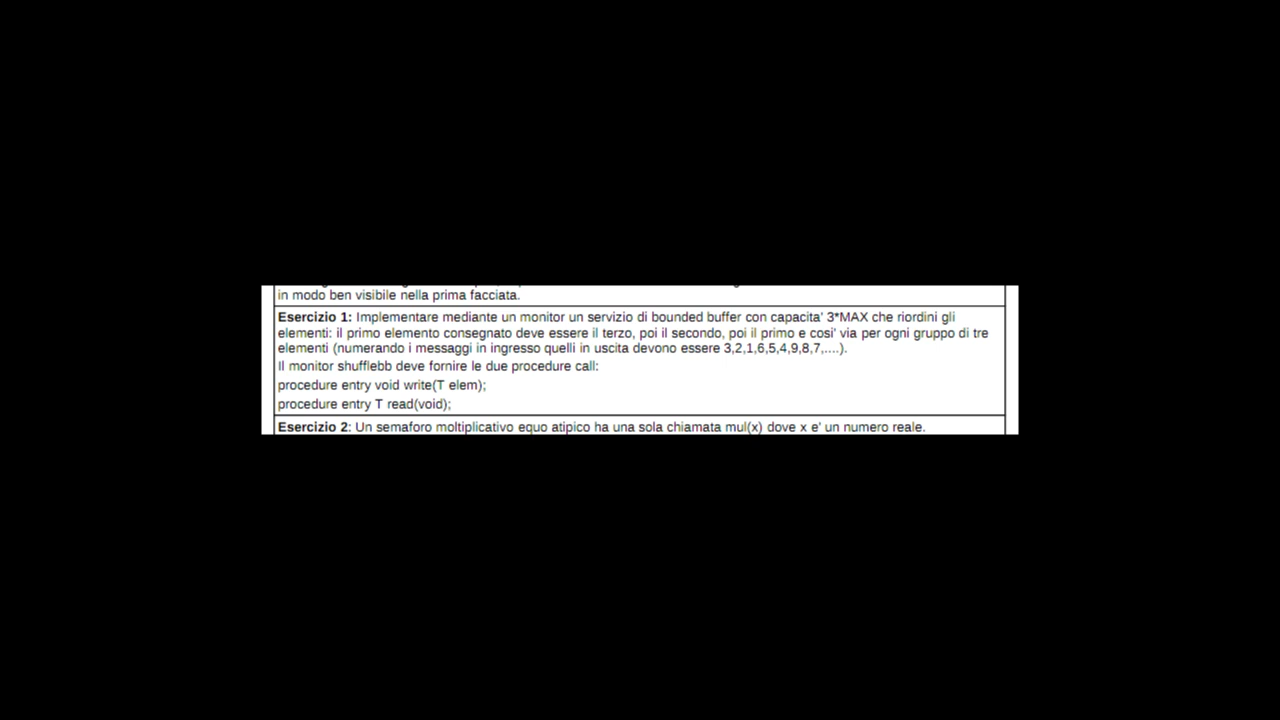 in modo ben visibile nella prima facciata.
Esercizio 1: Implementare mediante un monitor un servizio di bounded buffer con capacita' 3*MAX che riordini gli
elementi: il primo elemento consegnato deve essere il terzo, poi il secondo, poi il primo e cosi' via per ogni gruppo di tre
elementi (numerando i messaggi in ingresso quelli in uscita devono essere 3,2,1,6,5,4,9,8,7,....).
Il monitor shufflebb deve fornire le due procedure call:
procedure entry void write(T elem);
procedure entry T read(void);
Esercizio 2: Un semaforo moltiplicativo equo atipico ha una sola chiamata mul(x) dove x e' un numero reale.